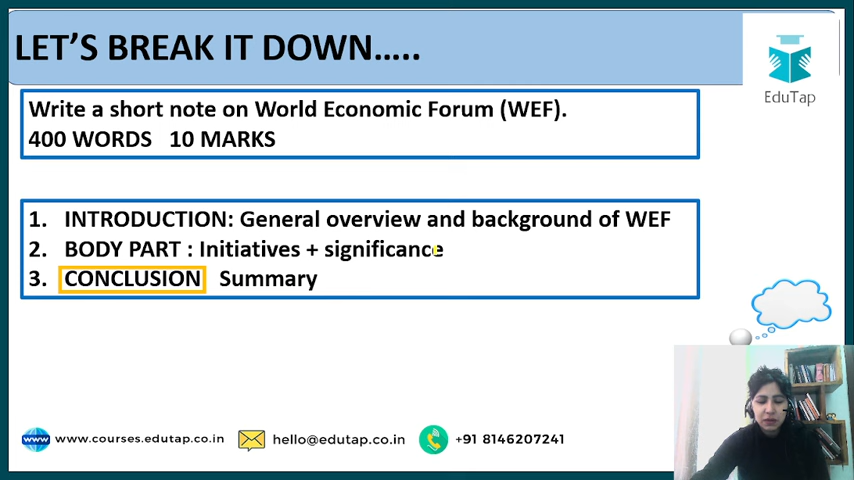 LET'S BREAK IT DOWN.....
EduTap
Write a short note on World Economic Forum (WEF).
400 WORDS 10 MARKS
1. INTRODUCTION: General overview and background of WEF
2. BODY PART : Initiatives + significance
3. CONCLUSION Summary
www www.courses.edutap.co.in hello@edutap.co.in +91 8146207241